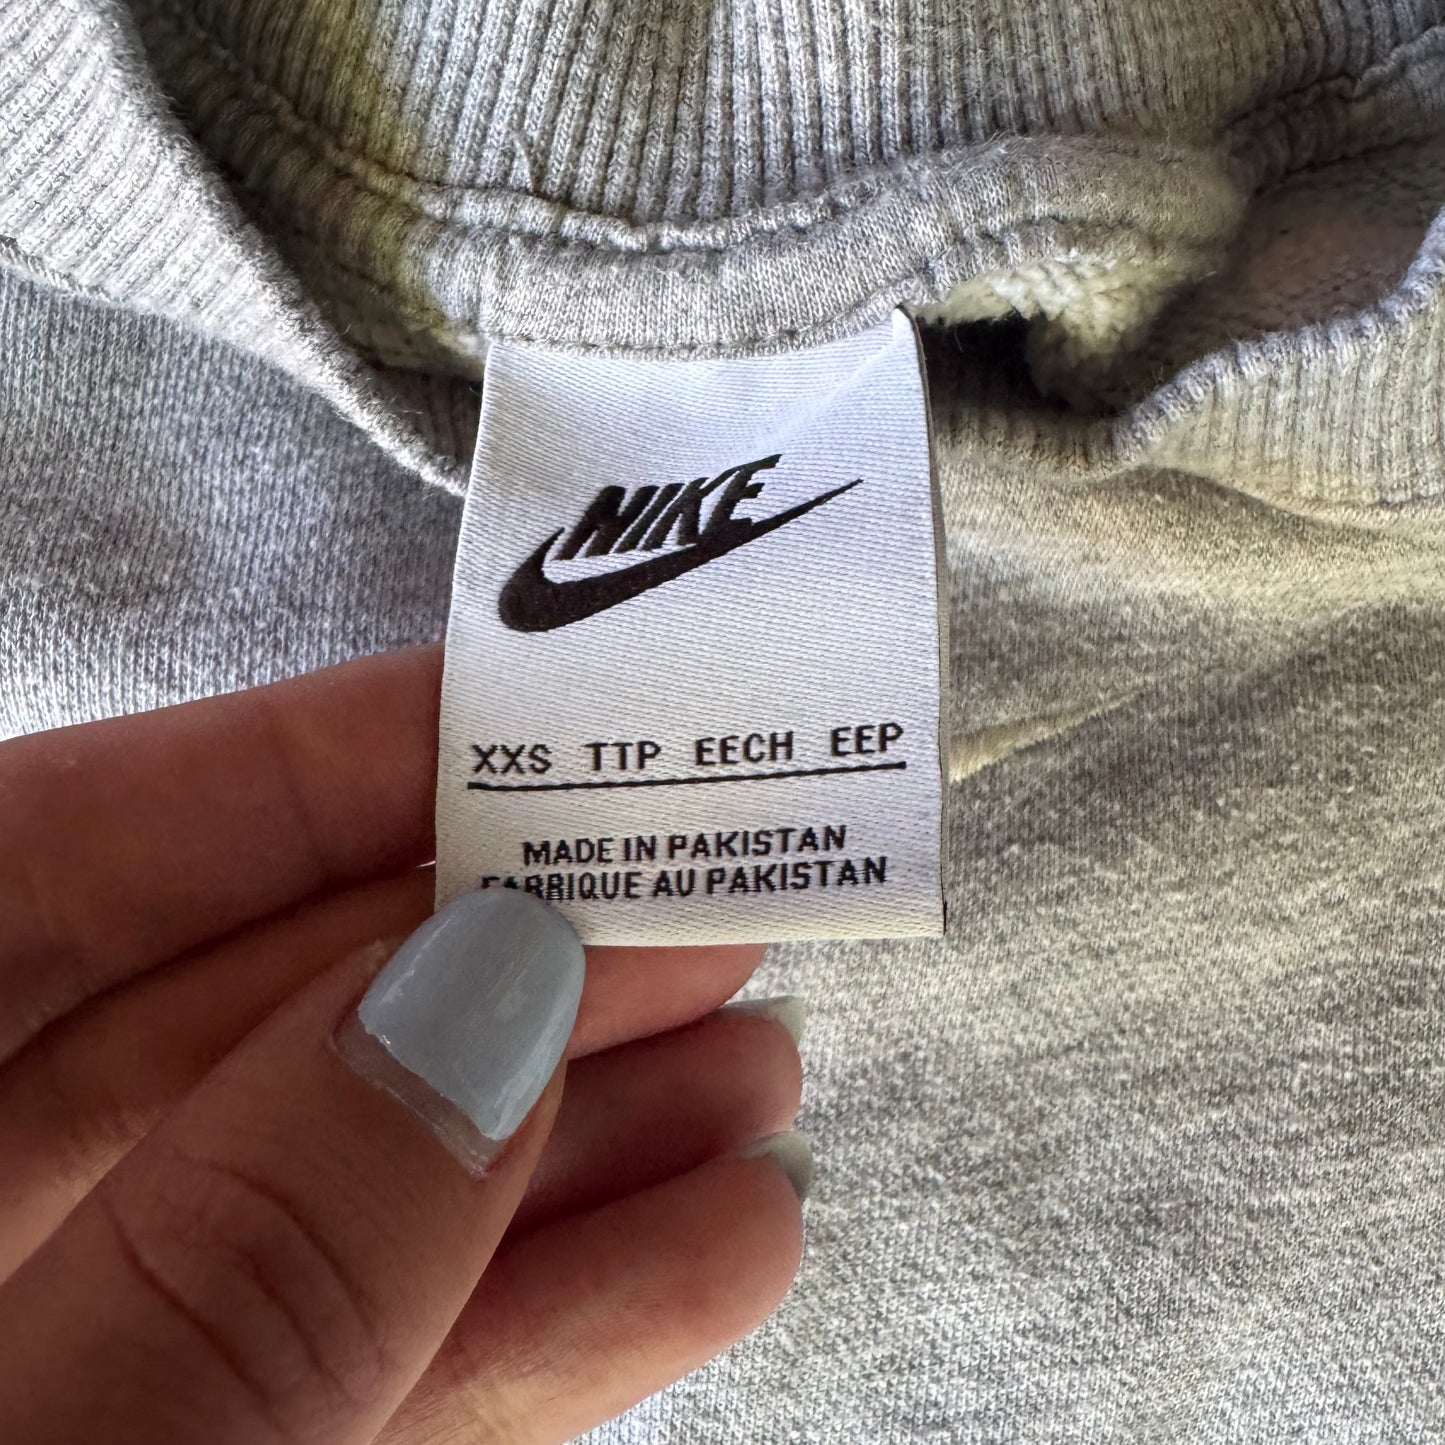 NIKE
XXS TTP EECH EEP
MADE IN PAKISTAN
FABRIQUE AU PAKISTAN